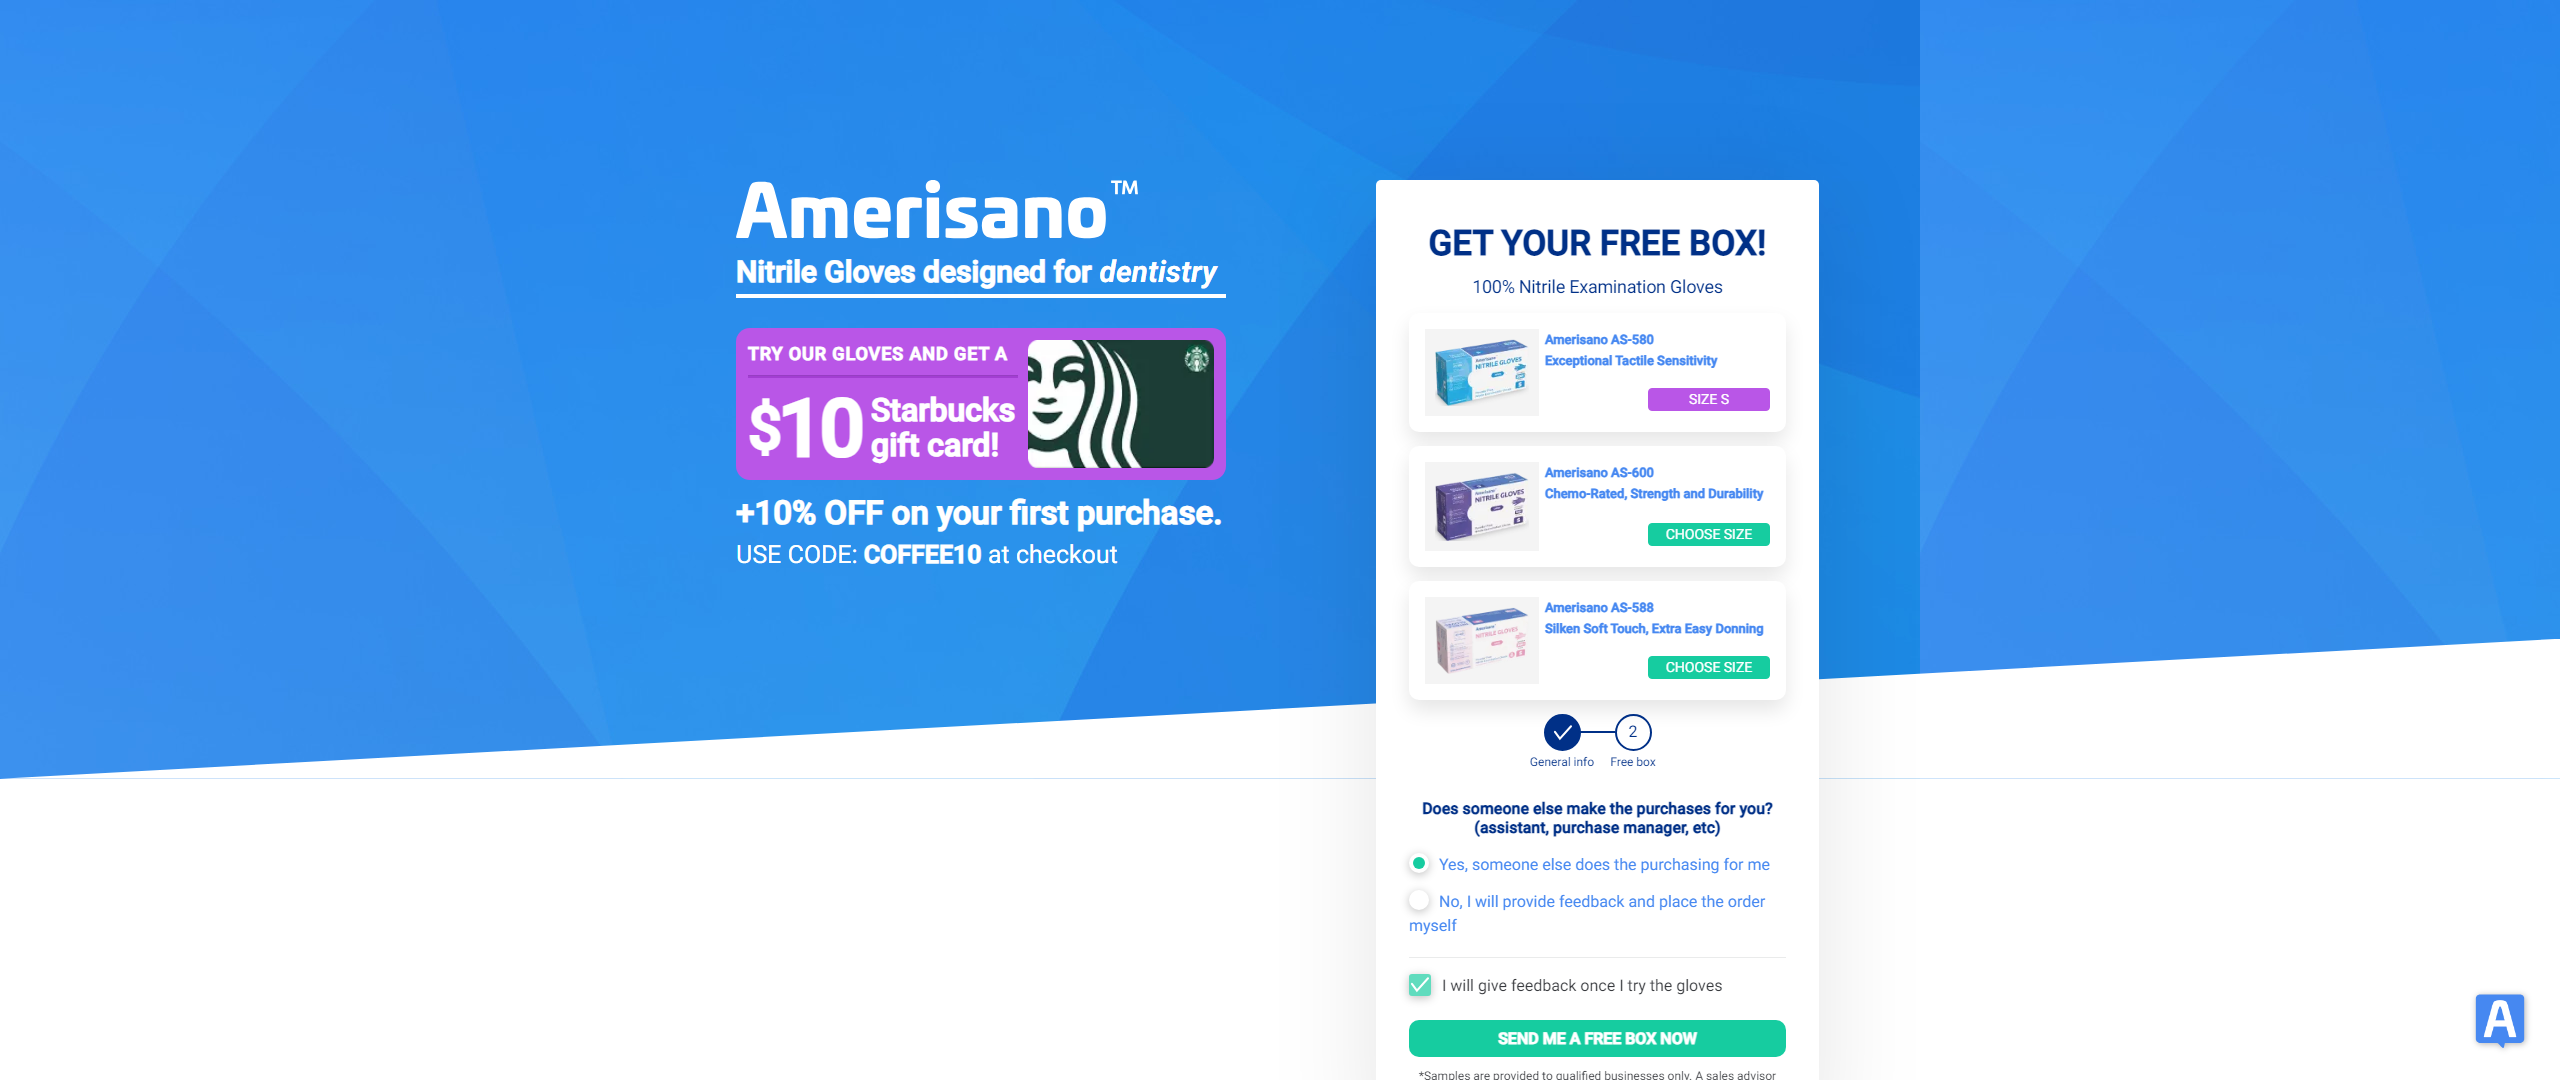 Amerisano™
Nitrile Gloves designed for dentistry
TRY OUR GLOVES AND GET A
$10 Starbucks
gift card!
+10% OFF on your first purchase.
USE CODE: COFFEE10 at checkout
GET YOUR FREE BOX!
100% Nitrile Examination Gloves
NITRILE GLOVES
Amerisano AS-580
Exceptional Tactile Sensitivity
SIZE S
NITRILE GLOVES
Amerisano AS-600
Chemo-Rated, Strength and Durability
CHOOSE SIZE
NITRILE GLOVES
Amerisano AS-588
Silken Soft Touch, Extra Easy Donning
CHOOSE SIZE
2
General info Free box
Does someone else make the purchases for you?
(assistant, purchase manager, etc)
Yes, someone else does the purchasing for me
No, I will provide feedback and place the order
myself
I will give feedback once I try the gloves
SEND ME A FREE BOX NOW
*Samples are provided to qualified businesses only. A sales advisor
A